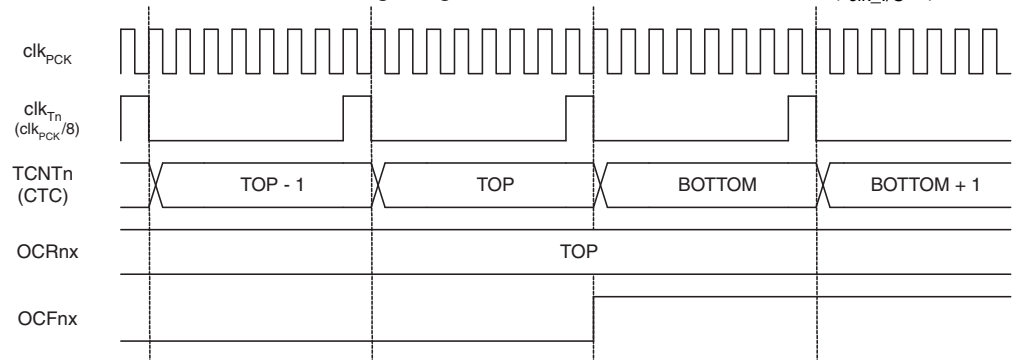 clkPCK
clkTn
(clkPCK/8)
TCNTn
(CTC)
TOP - 1
TOP
BOTTOM
BOTTOM + 1
OCRnx
TOP
OCFnx